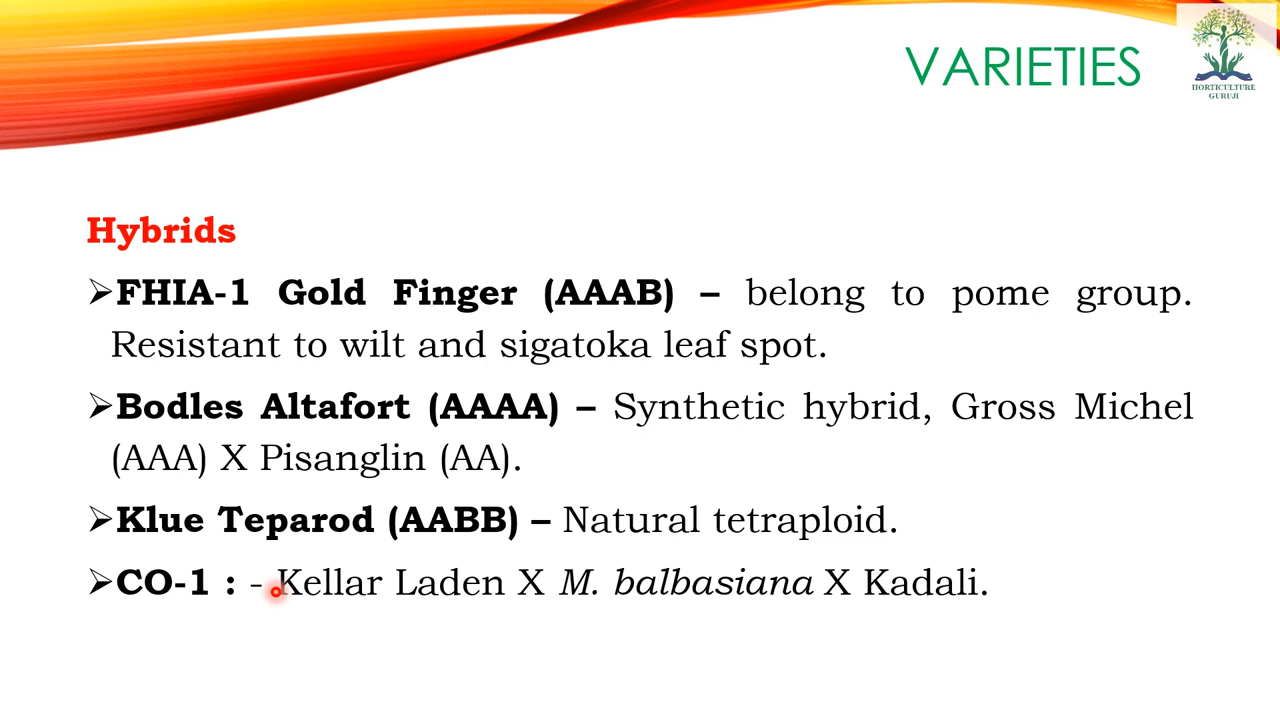 VARIETIES
HORTICULTURE
GURUJI
Hybrids
➢FHIA-1 Gold Finger (AAAB) – belong to pome group.
Resistant to wilt and sigatoka leaf spot.
➢Bodles Altafort (AAAA) – Synthetic hybrid, Gross Michel
(AAA) X Pisanglin (AA).
➢Klue Teparod (AABB) – Natural tetraploid.
➢CO-1 : - Kellar Laden X M. balbasiana X Kadali.